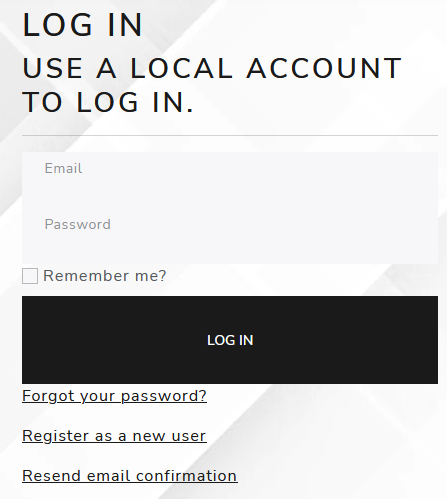 LOG IN
USE A LOCAL ACCOUNT
TO LOG IN.
Email
Password
Remember me?
LOG IN
Forgot your password?
Register as a new user
Resend email confirmation